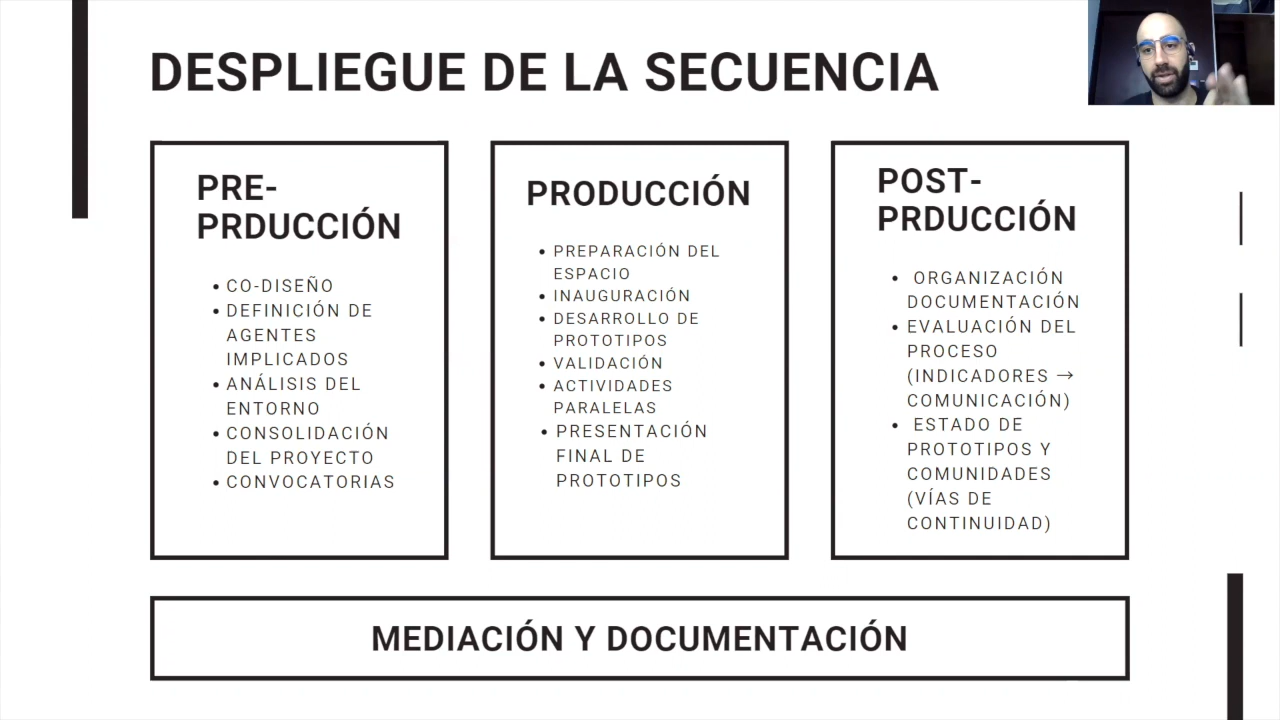 DESPLIEGUE DE LA SECUENCIA
PRE-
PRDUCCIÓN
• CO-DISEÑO
• DEFINICIÓN DE
AGENTES
IMPLICADOS
• ANÁLISIS DEL
ENTORNO
• CONSOLIDACIÓN
DEL PROYECTO
• CONVOCATORIAS
PRODUCCIÓN
• PREPARACIÓN DEL
ESPACIO
• INAUGURACIÓN
• DESARROLLO DE
PROTOTIPOS
• VALIDACIÓN
• ACTIVIDADES
PARALELAS
• PRESENTACIÓN
FINAL DE
PROTOTIPOS
POST-
PRDUCCIÓN
• ORGANIZACIÓN
DOCUMENTACIÓN
• EVALUACIÓN DEL
PROCESO
(INDICADORES →
COMUNICACIÓN)
• ESTADO DE
PROTOTIPOS Y
COMUNIDADES
(VÍAS DE
CONTINUIDAD)
MEDIACIÓN Y DOCUMENTACIÓN